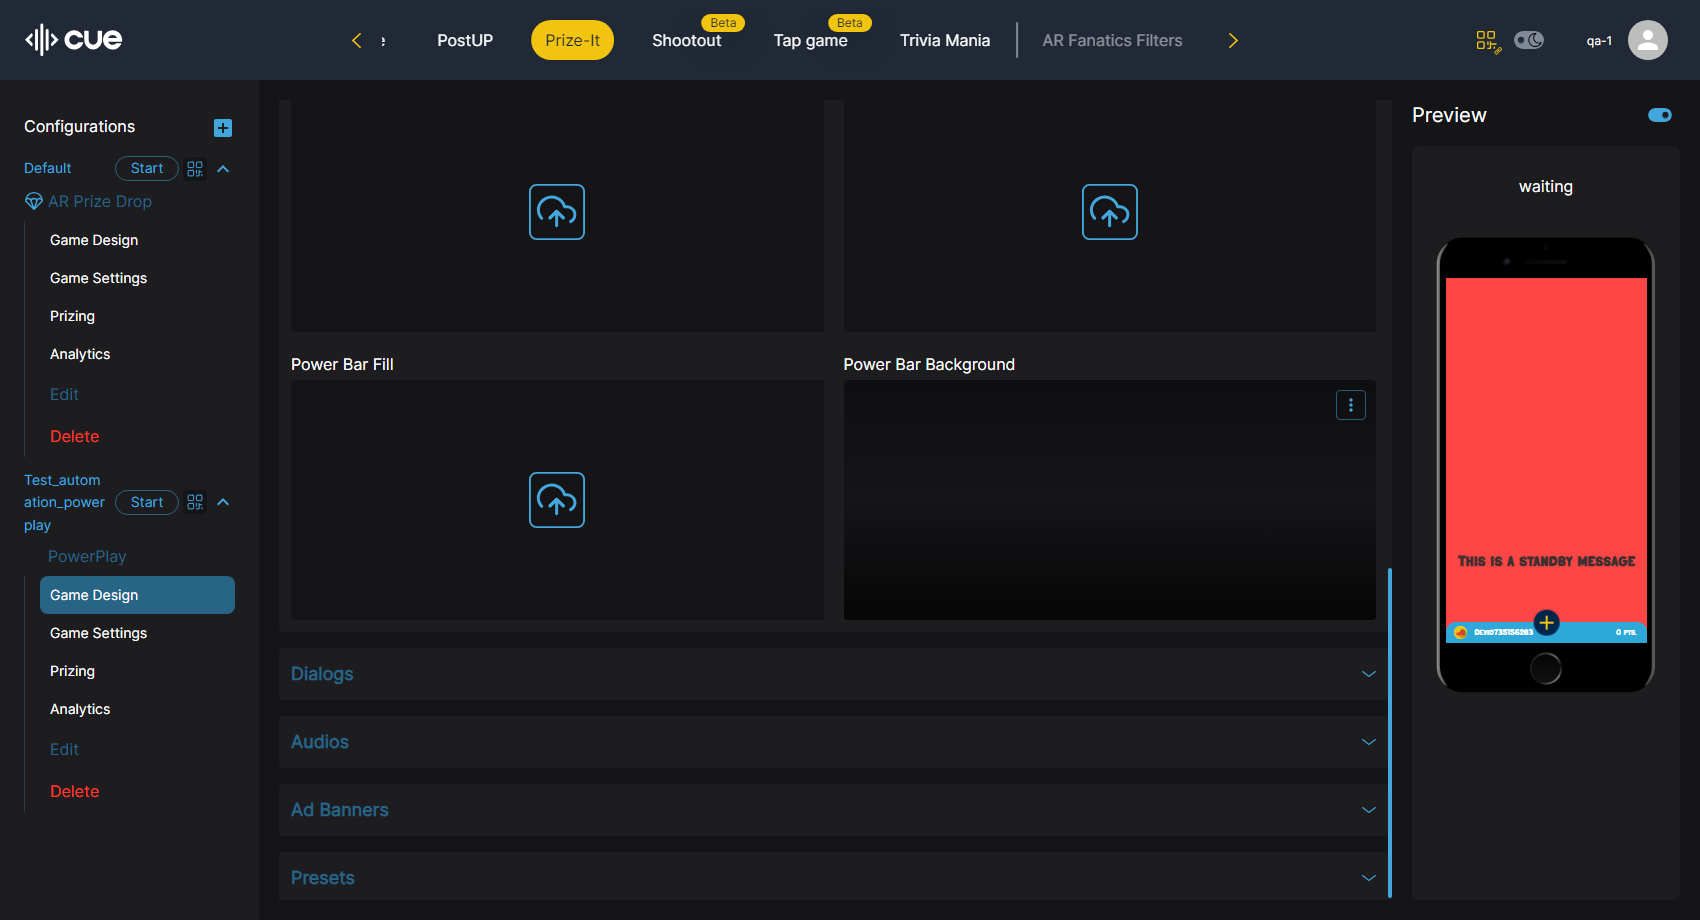 cue
PostUP
Prize-It
Shootout
Beta
Tap game
Beta
Trivia Mania
AR Fanatics Filters
qa-1
Configurations
Default
Start
AR Prize Drop
Game Design
Game Settings
Prizing
Analytics
Edit
Delete
Test_autom
ation_power
play
Start
PowerPlay
Game Design
Game Settings
Prizing
Analytics
Edit
Delete
Power Bar Fill
Power Bar Background
Dialogs
Audios
Ad Banners
Presets
Preview
waiting
This is a standby message
0 pts.